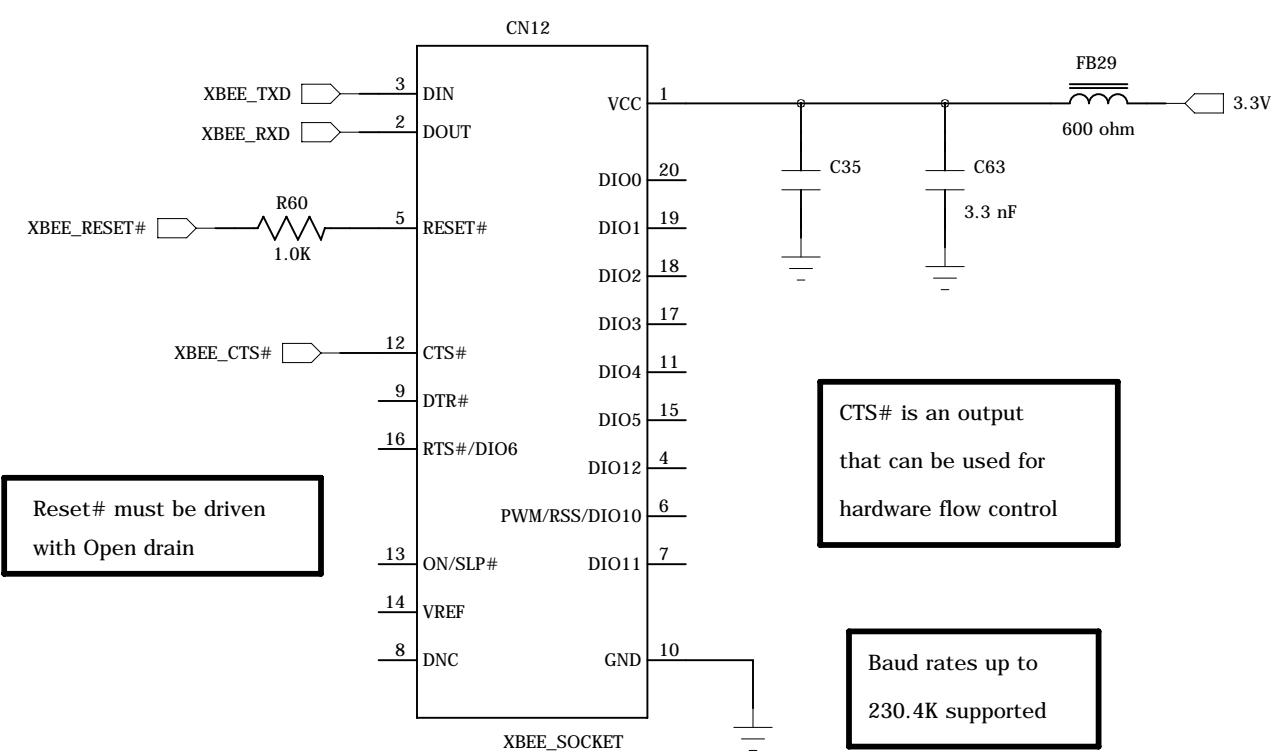 CN12
XBEE_TXD
3
DIN
XBEE_RXD
2
DOUT
XBEE_RESET#
R60
1.0K
5
RESET#
XBEE_CTS#
12
CTS#
9
DTR#
16
RTS#/DIO6
13
ON/SLP#
14
VREF
8
DNC
VCC
1
DIO0
20
DIO1
19
DIO2
18
DIO3
17
DIO4
11
DIO5
15
DIO12
4
PWM/RSS/DIO10
6
DIO11
7
GND
10
XBEE_SOCKET
C35
C63
3.3 nF
FB29
600 ohm
3.3V
Reset# must be driven
with Open drain
CTS# is an output
that can be used for
hardware flow control
Baud rates up to
230.4K supported